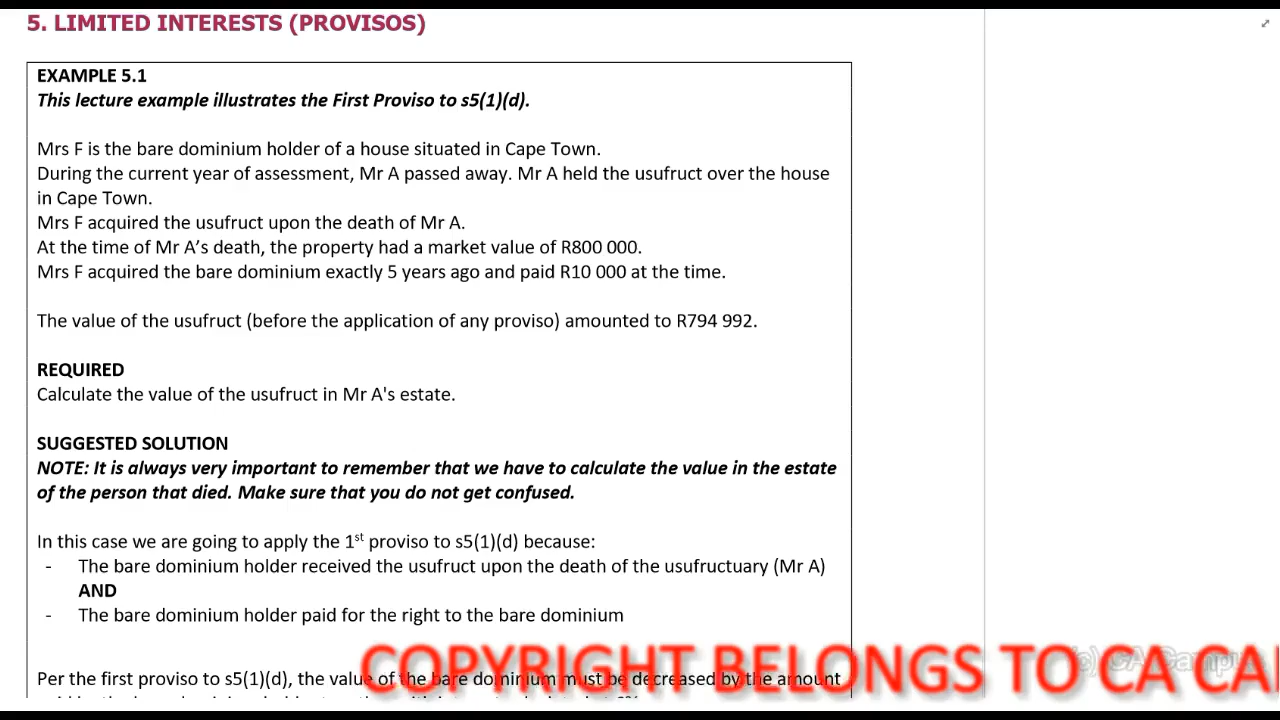 5. LIMITED INTERESTS (PROVISOS)
EXAMPLE 5.1
This lecture example illustrates the First Proviso to s5(1)(d).
Mrs F is the bare dominium holder of a house situated in Cape Town.
During the current year of assessment, Mr A passed away. Mr A held the usufruct over the house
in Cape Town.
Mrs F acquired the usufruct upon the death of Mr A.
At the time of Mr A’s death, the property had a market value of R800 000.
Mrs F acquired the bare dominium exactly 5 years ago and paid R10 000 at the time.
The value of the usufruct (before the application of any proviso) amounted to R794 992.
REQUIRED
Calculate the value of the usufruct in Mr A's estate.
SUGGESTED SOLUTION
NOTE: It is always very important to remember that we have to calculate the value in the estate
of the person that died. Make sure that you do not get confused.
In this case we are going to apply the 1st proviso to s5(1)(d) because:
- The bare dominium holder received the usufruct upon the death of the usufructuary (Mr A)
AND
- The bare dominium holder paid for the right to the bare dominium
Per the first proviso to s5(1)(d), the value of the bare dominium must be decreased by the amount
COPYRIGHT BELONGS TO CA CA
(c) CA Campus